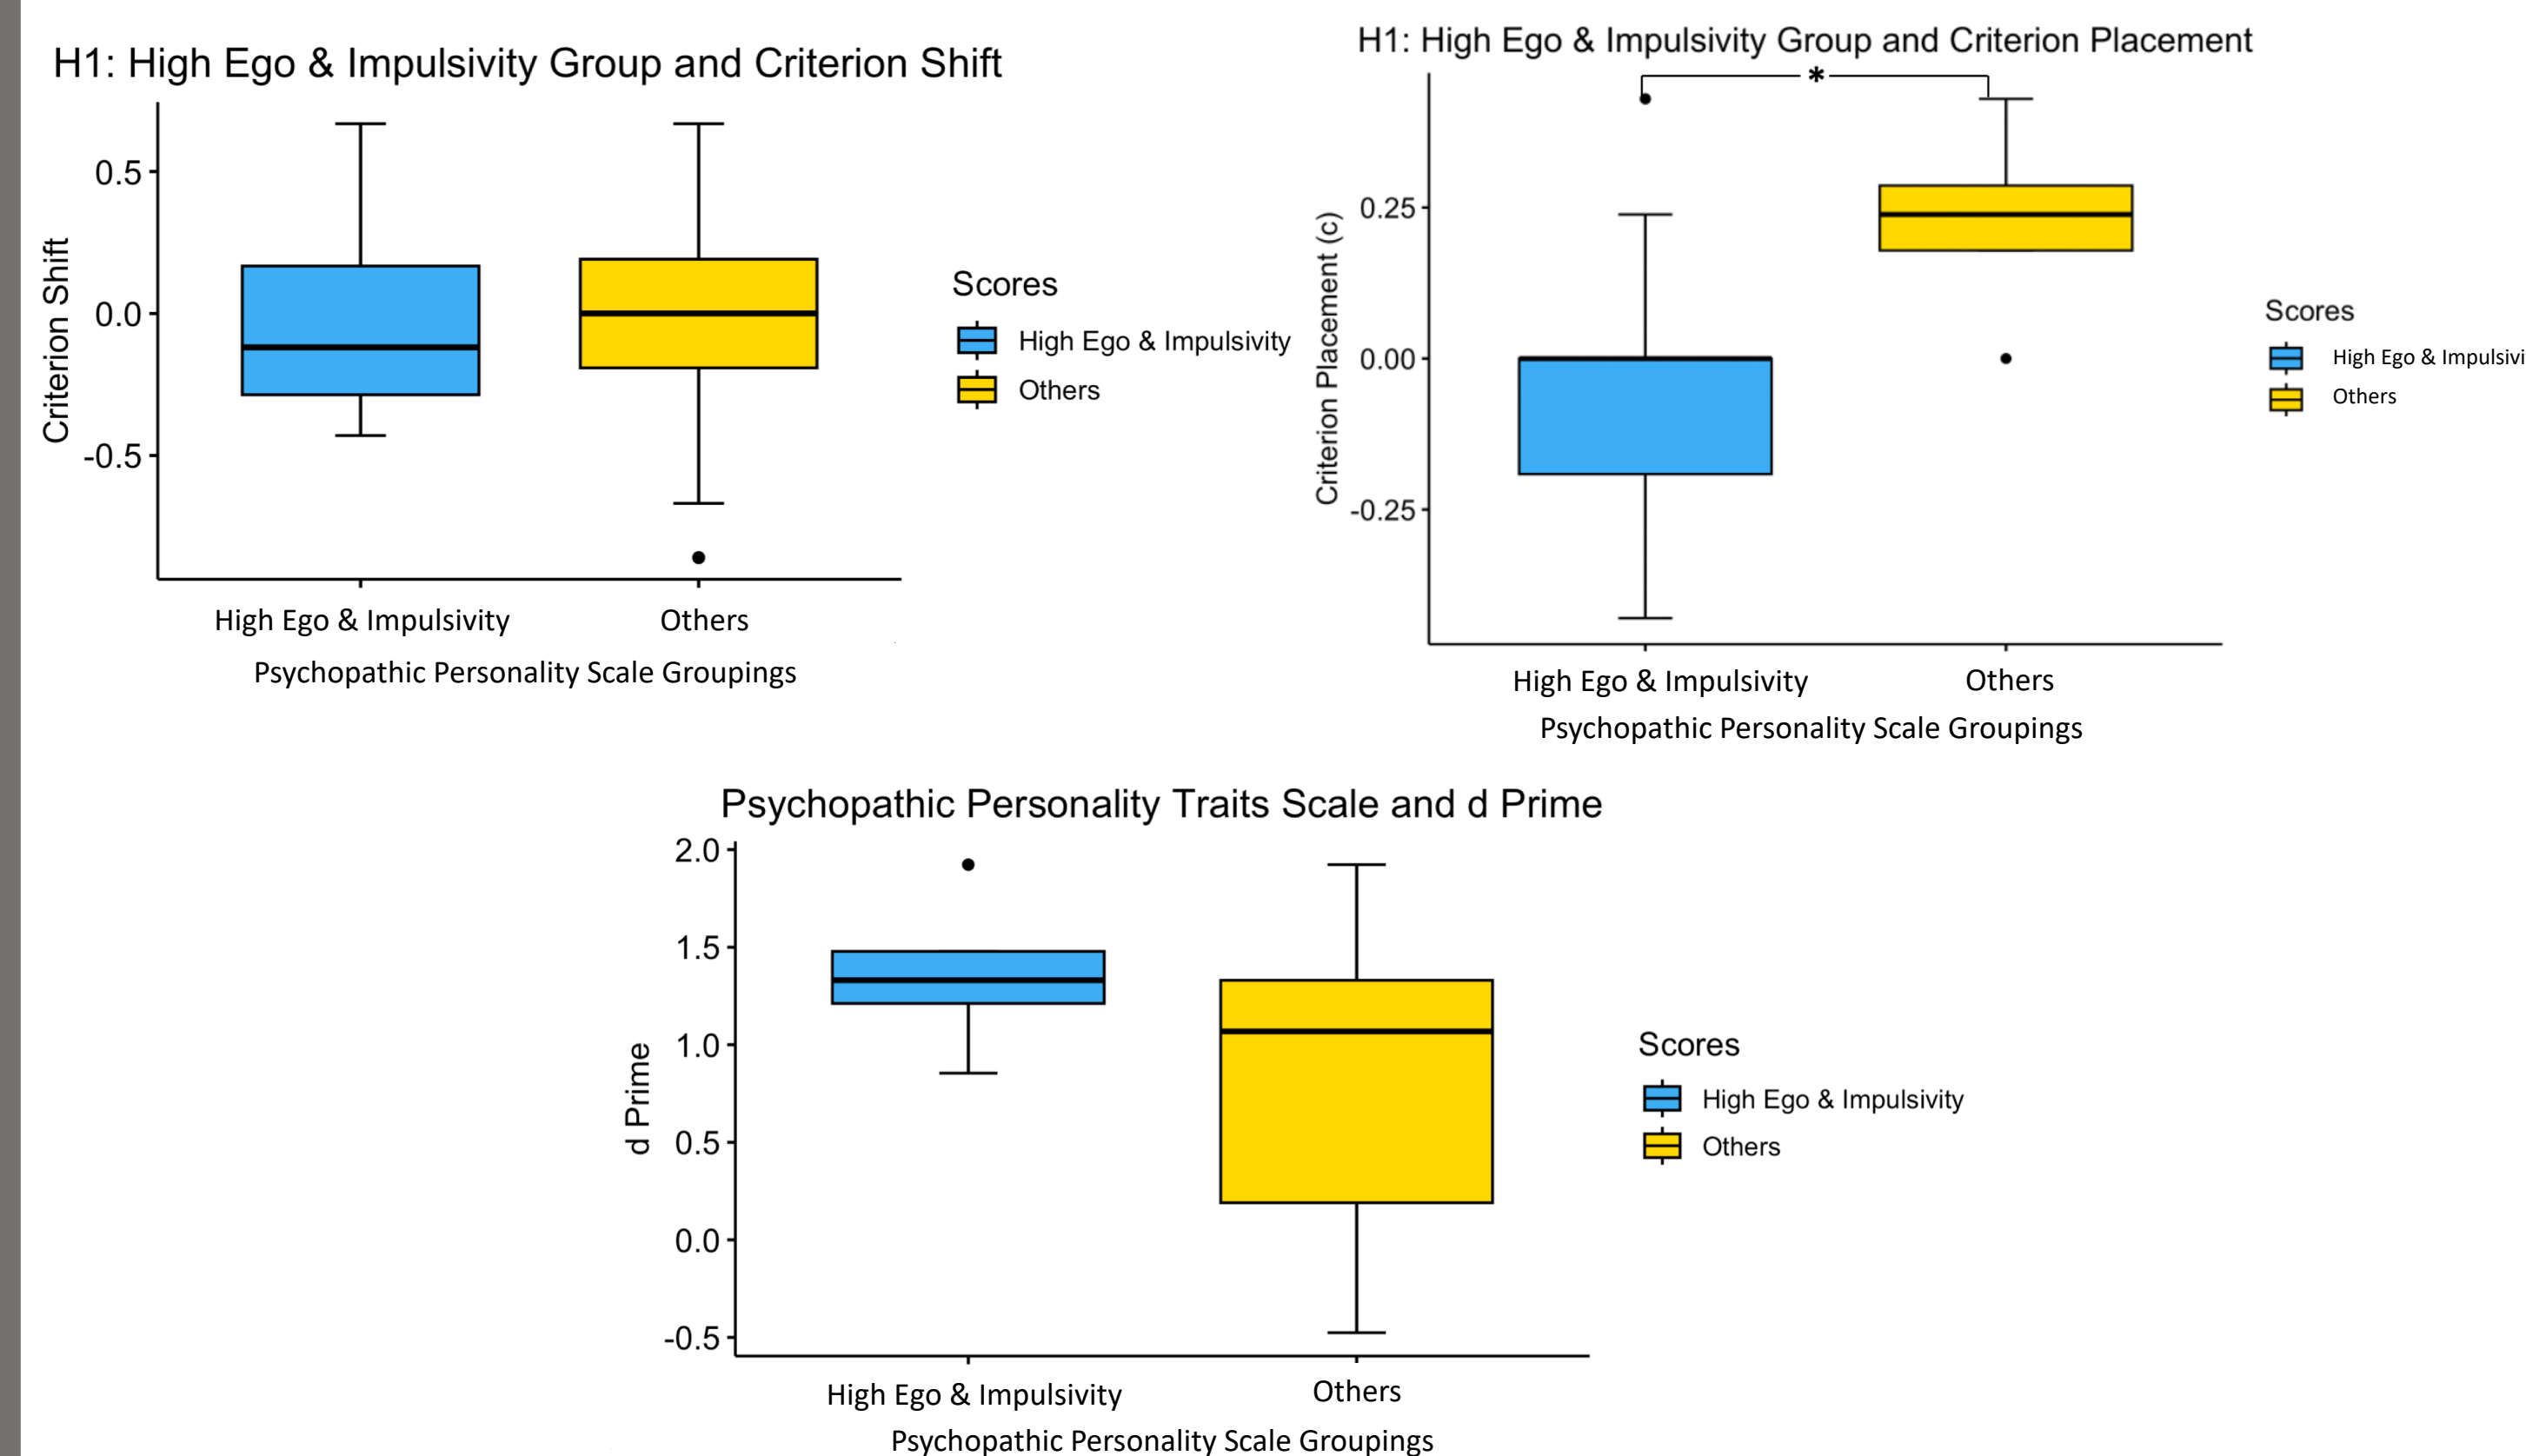 H1: High Ego & Impulsivity Group and Criterion Shift
Criterion Shift
0.5
0.0
-0.5
High Ego & Impulsivity
Others
Psychopathic Personality Scale Groupings
Scores
High Ego & Impulsivity
Others
H1: High Ego & Impulsivity Group and Criterion Placement
*
Criterion Placement (c)
0.25
0.00
-0.25
High Ego & Impulsivity
Others
Psychopathic Personality Scale Groupings
Scores
High Ego & Impulsivi
Others
Psychopathic Personality Traits Scale and d Prime
d Prime
2.0
1.5
1.0
0.5
0.0
-0.5
High Ego & Impulsivity
Others
Psychopathic Personality Scale Groupings
Scores
High Ego & Impulsivity
Others